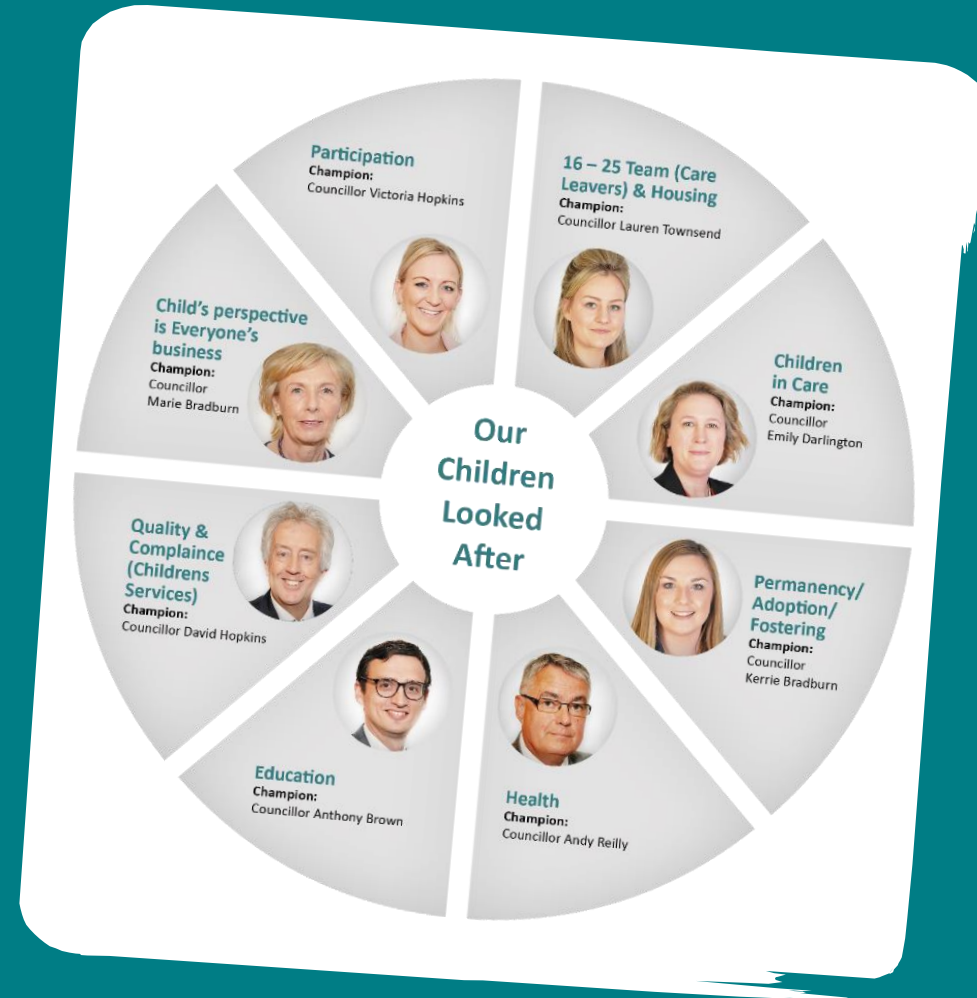 Participation
Champion:
Councillor Victoria Hopkins
16 – 25 Team (Care
Leavers) & Housing
Champion:
Councillor Lauren Townsend
Children
in Care
Champion:
Councillor
Emily Darlington
Permanency/
Adoption/
Fostering
Champion:
Councillor
Kerrie Bradburn
Health
Champion:
Councillor Andy Reilly
Education
Champion:
Councillor Anthony Brown
Quality &
Complaince
(Childrens
Services)
Champion:
Councillor David Hopkins
Child’s perspective
is Everyone’s
business
Champion:
Councillor
Marie Bradburn
Our
Children
Looked
After